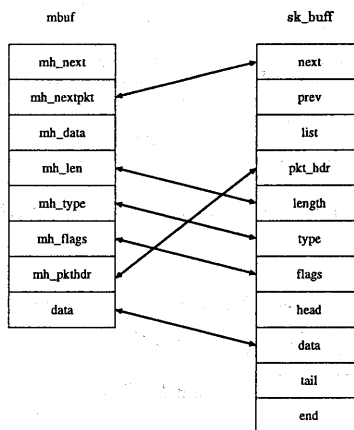 mbuf
mh_next
mh_nextpkt
mh_data
mh_len
mh_type
mh_flags
mh_pkthdr
data
sk_buff
next
prev
list
pkt_hdr
length
type
flags
head
data
tail
end